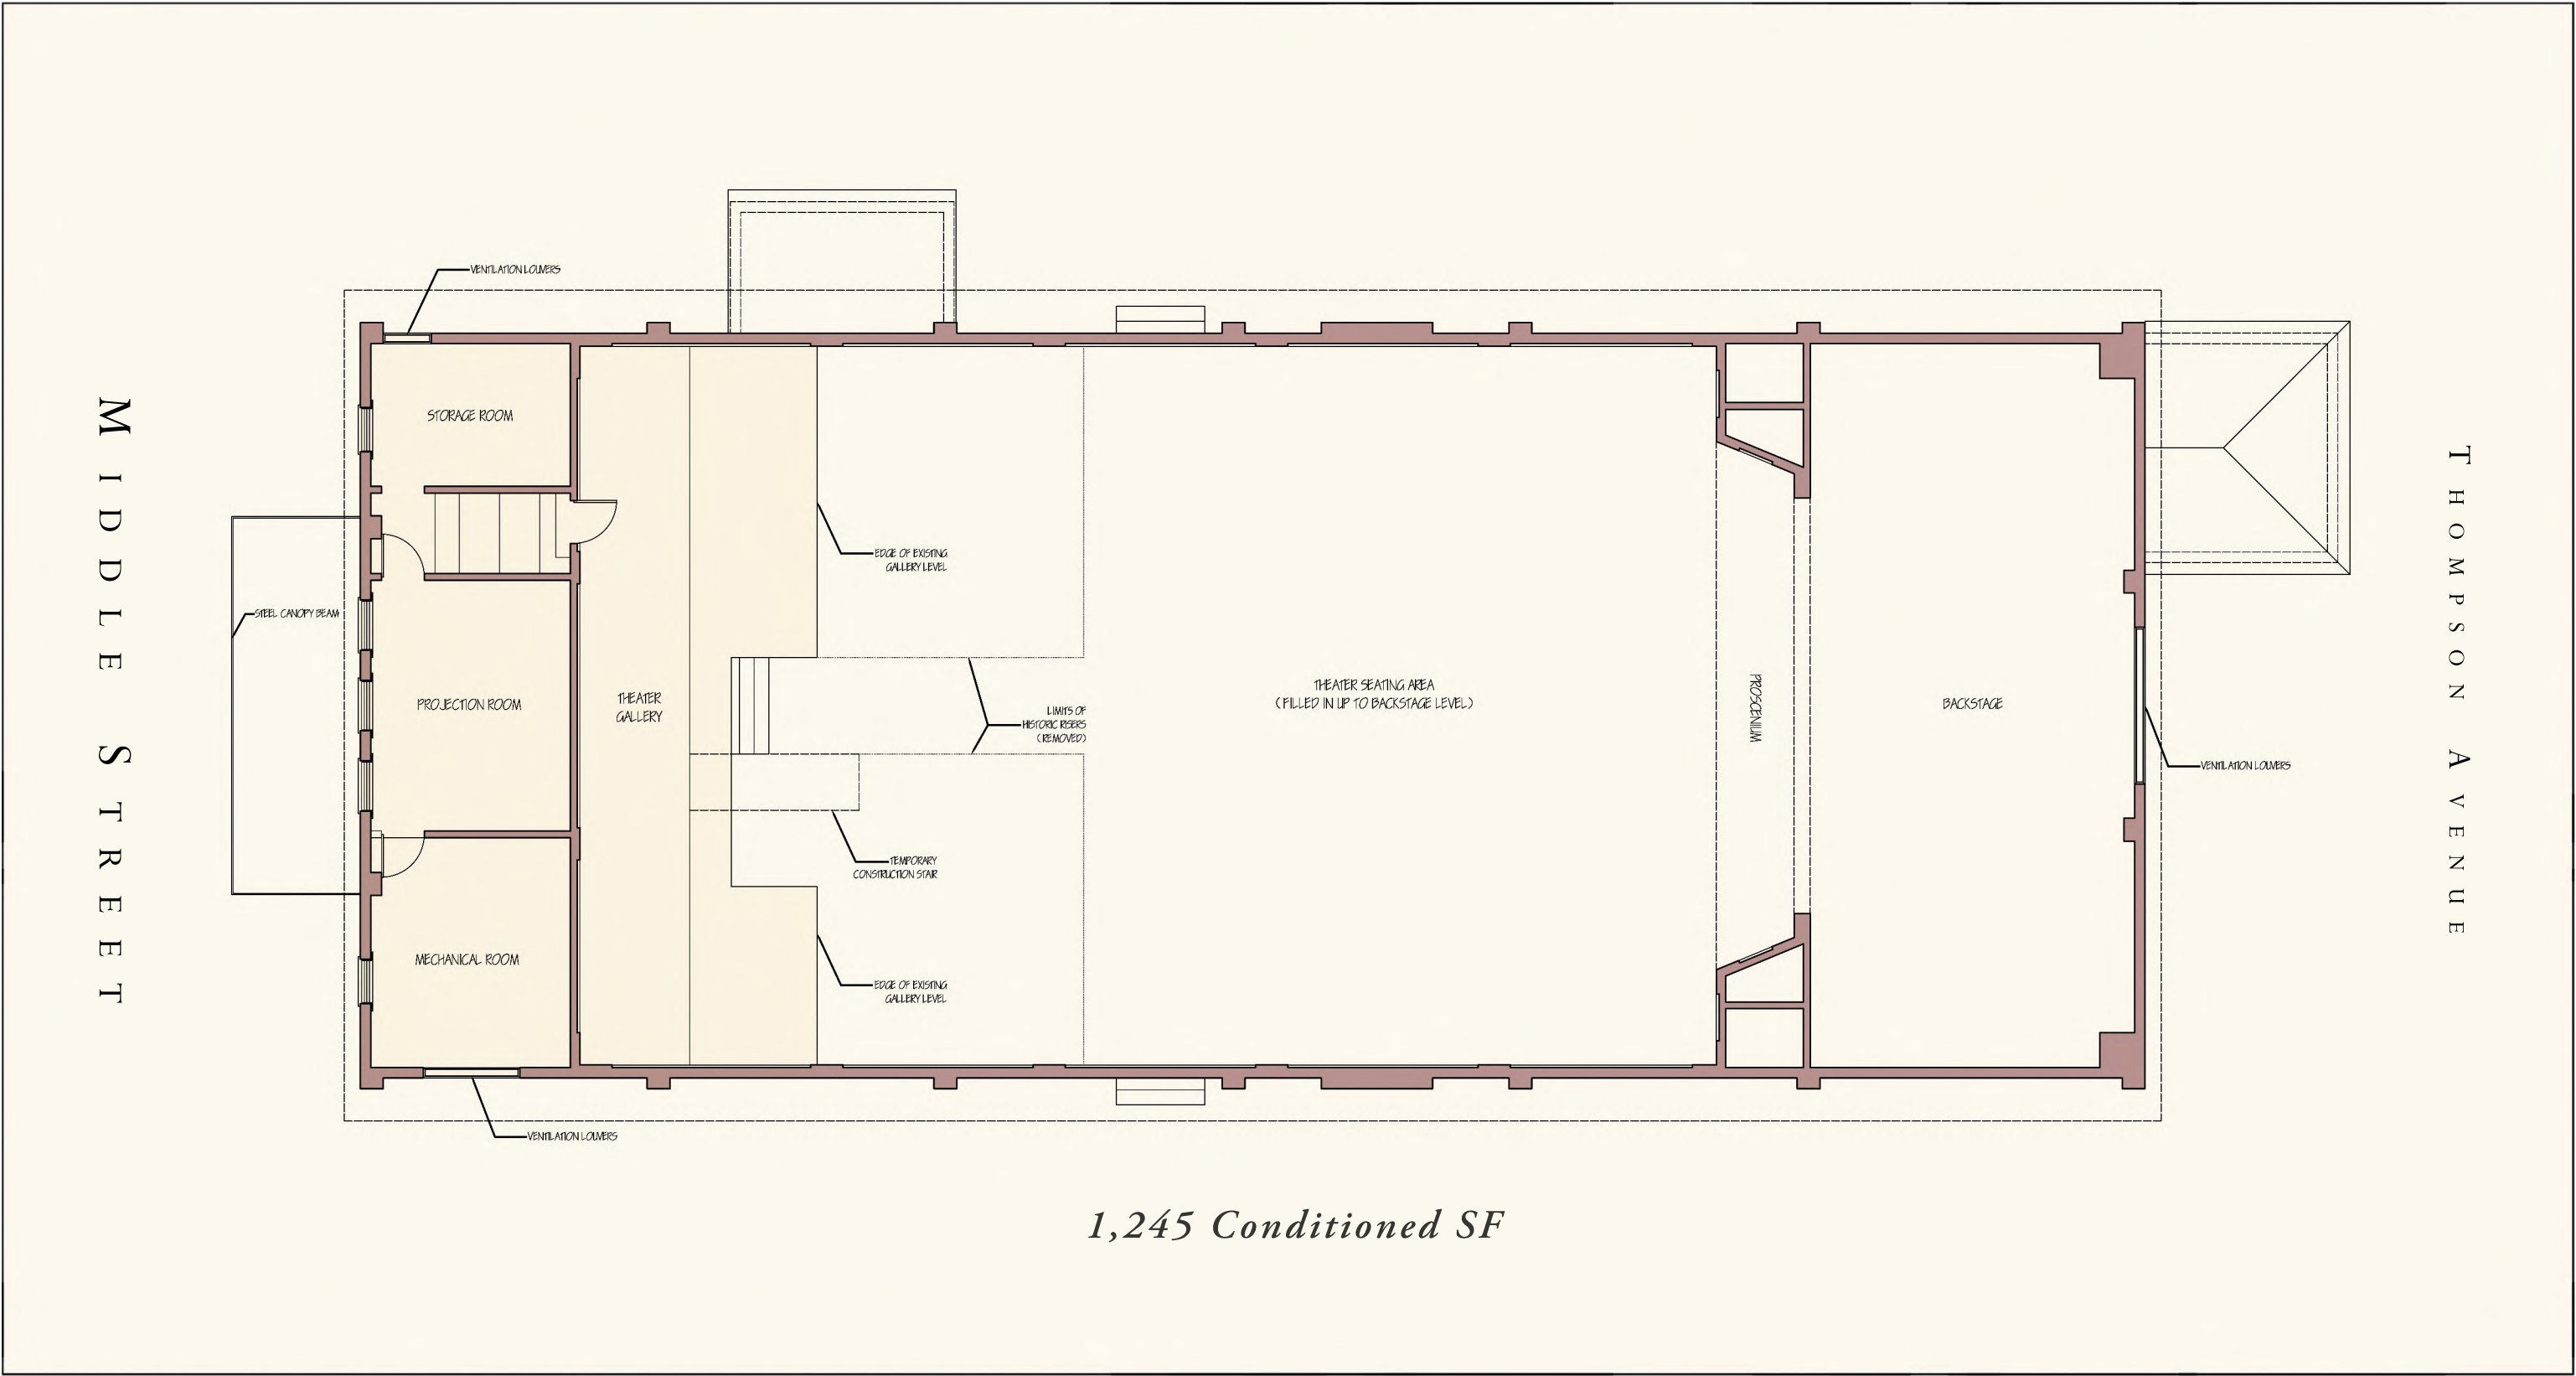 VENTILATION LOUVERS
MIDDLE STREET
STORAGE ROOM
THOMPSON AVENUE
EDGE OF EXISTING
GALLERY LEVEL
STEEL CANOPY BEAM
PROJECTION ROOM
THEATER
GALLERY
LIMITS OF
HISTORIC RISERS
(REMOVED)
THEATER SEATING AREA
(FILLED IN UP TO BACKSTAGE LEVEL)
PROSCENIUM
BACKSTAGE
VENTILATION LOUVERS
TEMPORARY
CONSTRUCTION STAIR
MECHANICAL ROOM
EDGE OF EXISTING
GALLERY LEVEL
VENTILATION LOUVERS
1,245 Conditioned SF